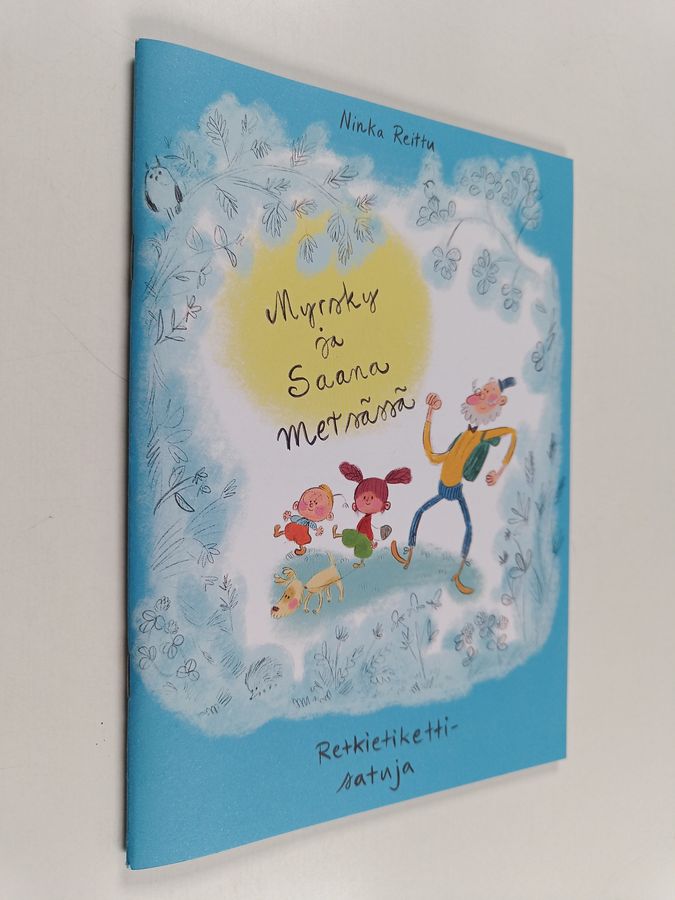 Ninka Reittu
Myrsky
ja
Saana
Metsässä
Retkietiketti-
satuja